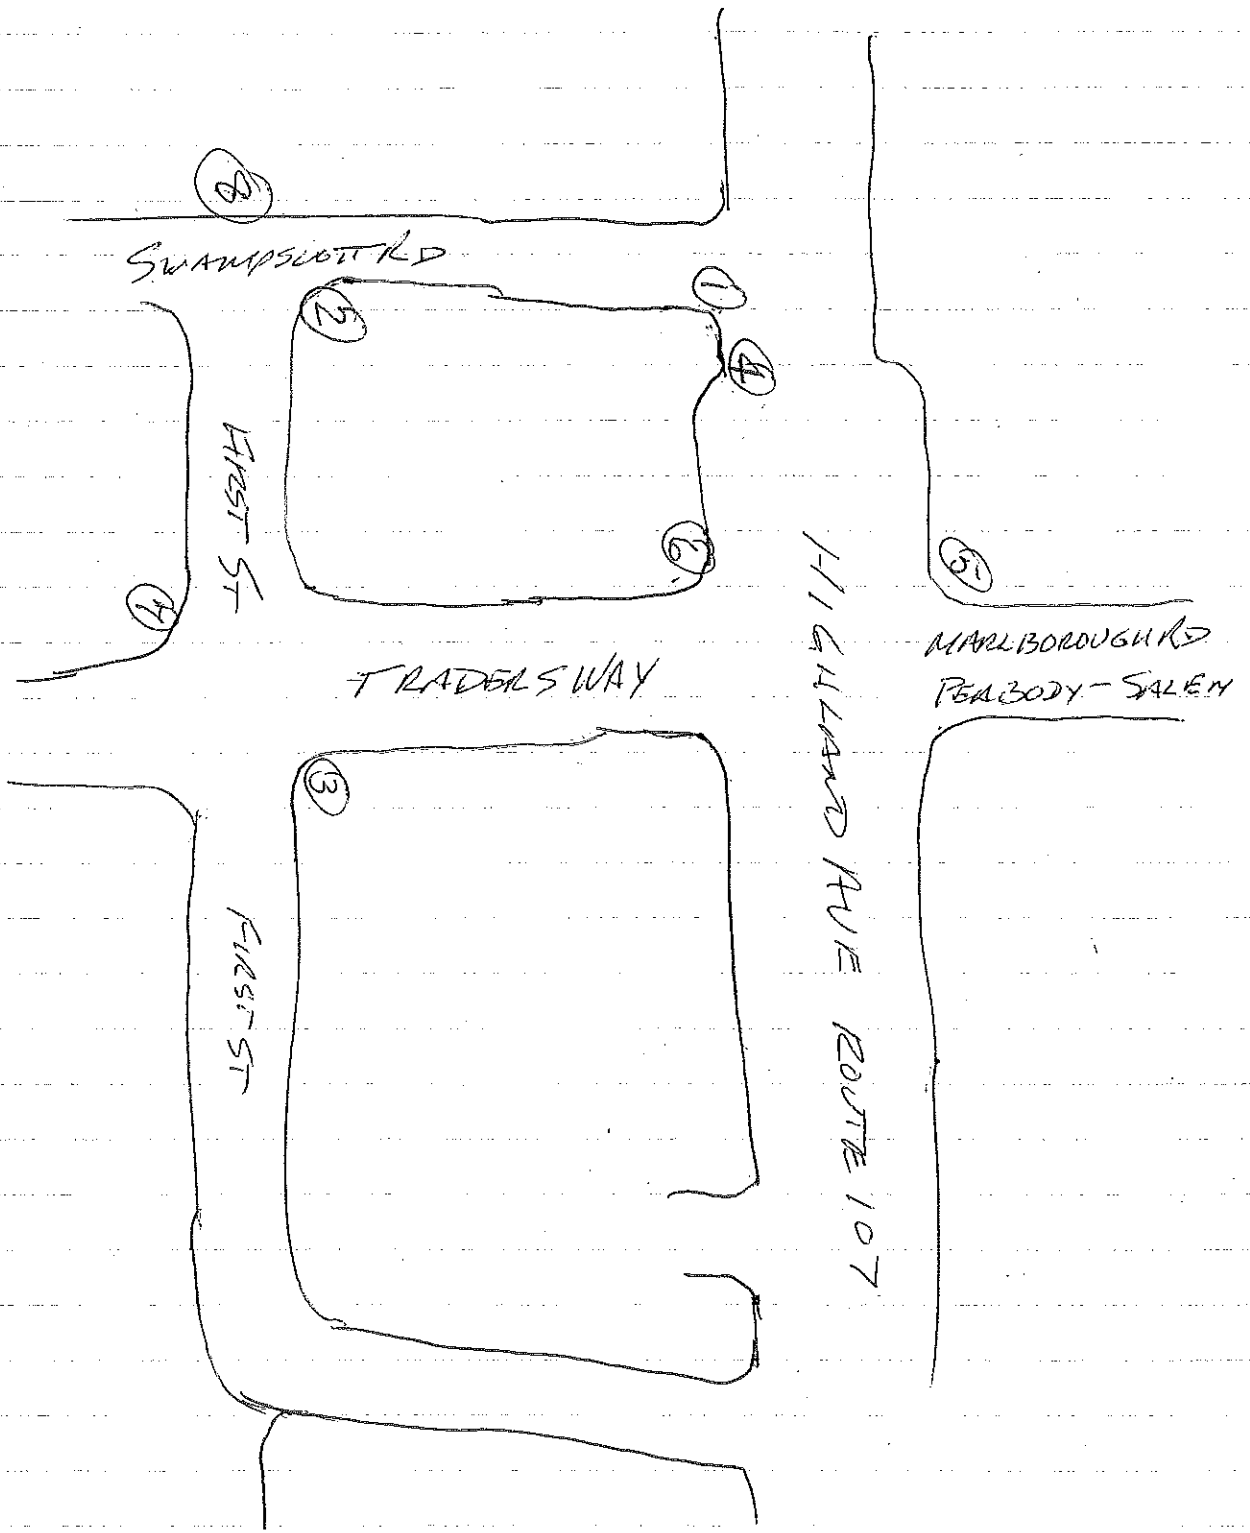 8
SWAMPSCOTT RD
1
2
4
FIRST ST
6
5
7
HIGHLAND AVE ROUTE 107
MARLBOROUGH RD
PEABODY - SALEM
TRADERS WAY
3
FIRST ST